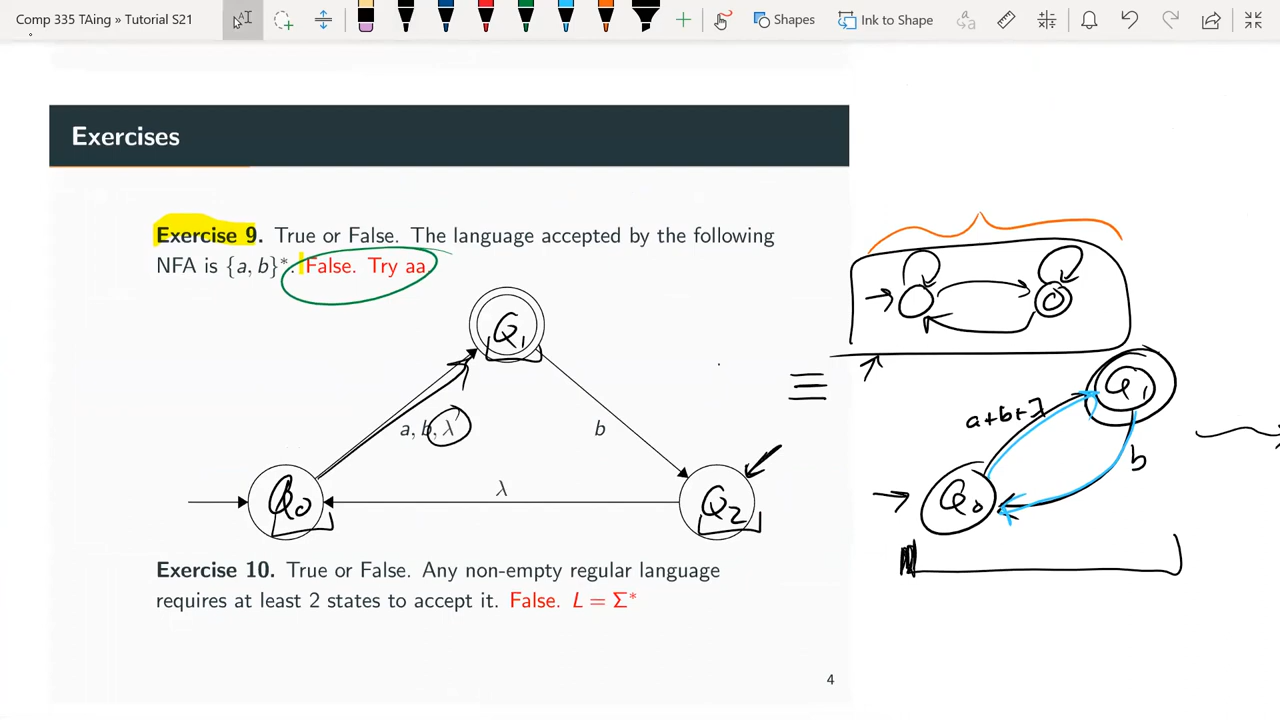 Comp 335 TAing » Tutorial S21
Shapes
Ink to Shape
Exercises
Exercise 9. True or False. The language accepted by the following
NFA is {a, b}*. False. Try aa.
Q₁
a, b, λ
b
Q₀
λ
Q₂
≡
a+b+λ
Q₁
b
Q₀
Exercise 10. True or False. Any non-empty regular language
requires at least 2 states to accept it. False. L = Σ*
4